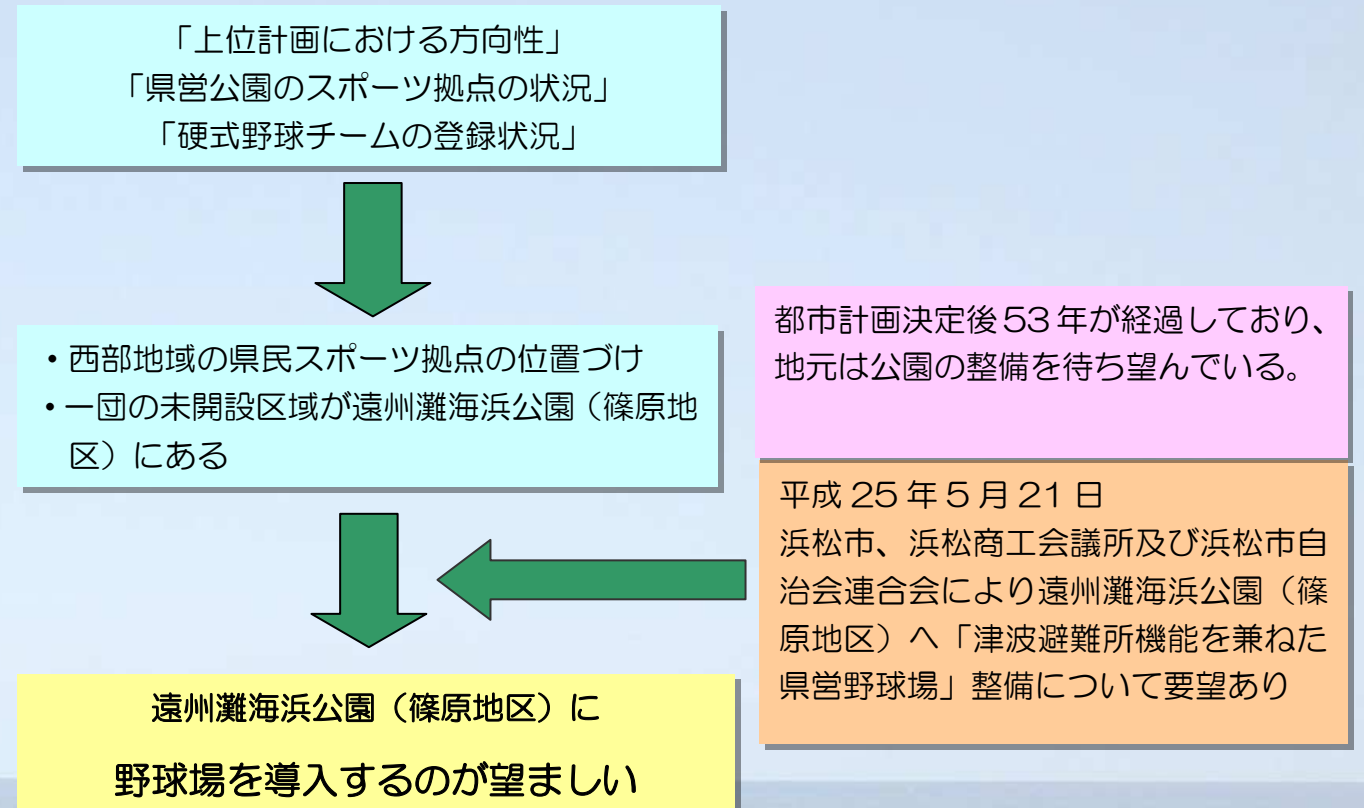 「上位計画における方向性」
「県営公園のスポーツ拠点の状況」
「硬式野球チームの登録状況」
・西部地域の県民スポーツ拠点の位置づけ
・一団の未開設区域が遠州灘海浜公園（篠原地
区）にある
都市計画決定後53年が経過しており、
地元は公園の整備を待ち望んでいる。
平成25年5月21日
浜松市、浜松商工会議所及び浜松市自
治会連合会により遠州灘海浜公園（篠
原地区）へ「津波避難所機能を兼ねた
県営野球場」整備について要望あり
遠州灘海浜公園（篠原地区）に
野球場を導入するのが望ましい